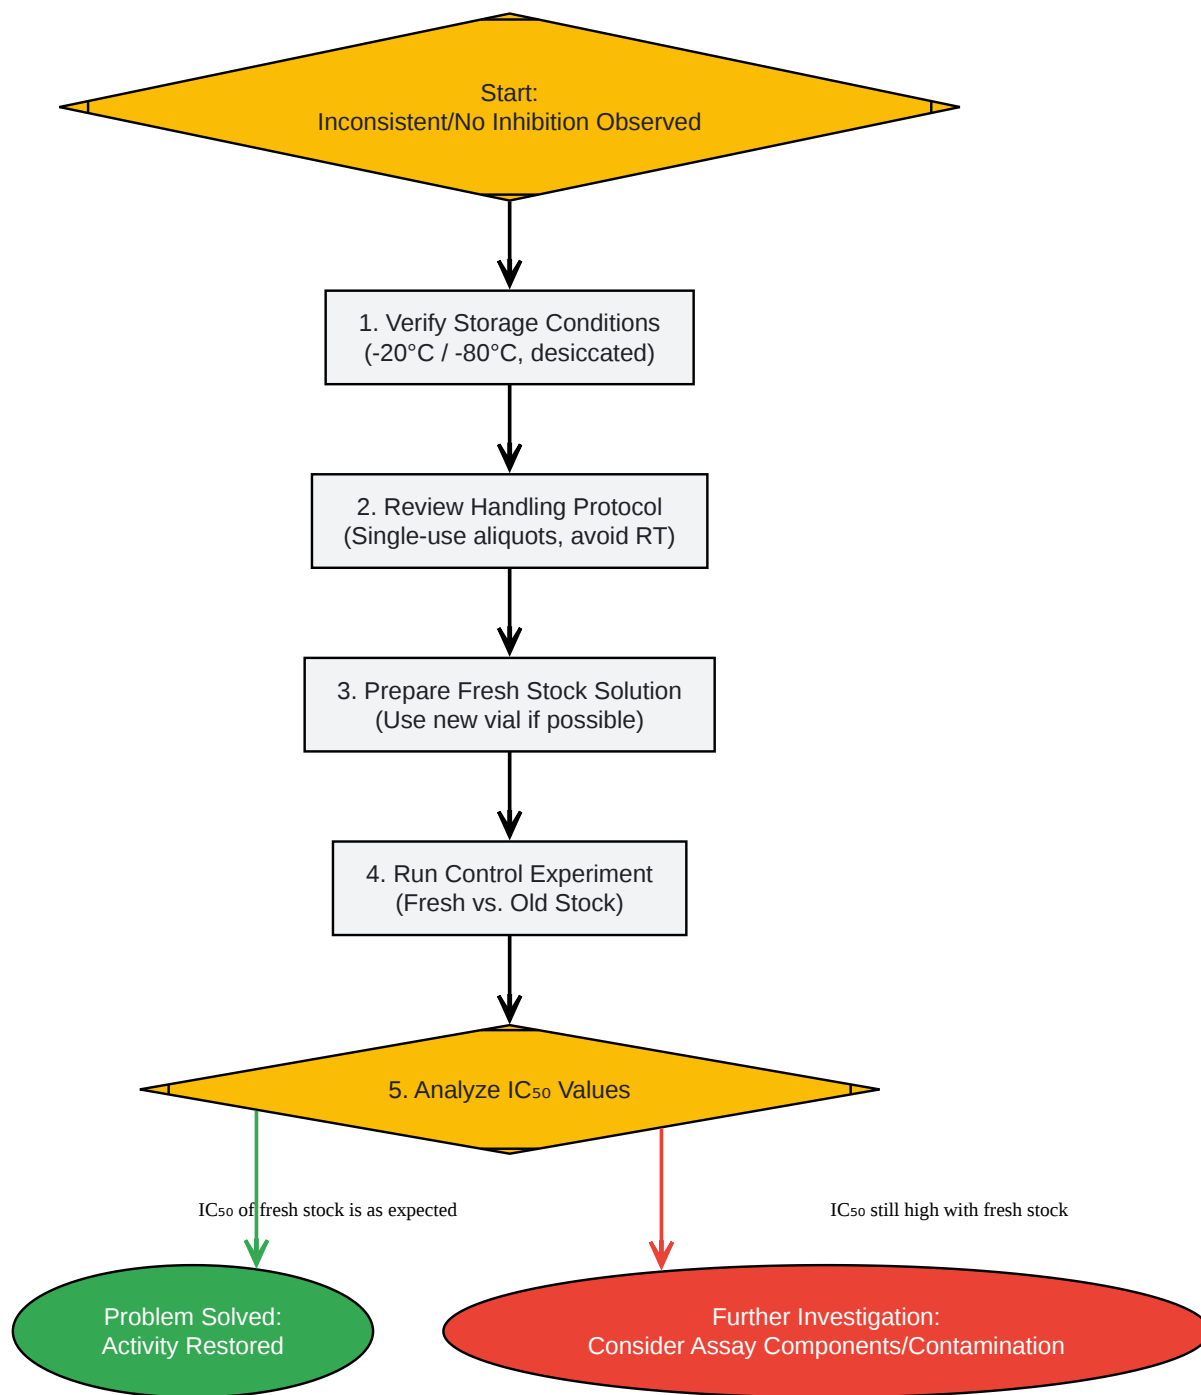 Start:
Inconsistent/No Inhibition Observed
1. Verify Storage Conditions
(-20°C / -80°C, desiccated)
2. Review Handling Protocol
(Single-use aliquots, avoid RT)
3. Prepare Fresh Stock Solution
(Use new vial if possible)
4. Run Control Experiment
(Fresh vs. Old Stock)
5. Analyze IC₅₀ Values
IC₅₀ of fresh stock is as expected
IC₅₀ still high with fresh stock
Problem Solved:
Activity Restored
Further Investigation:
Consider Assay Components/Contamination